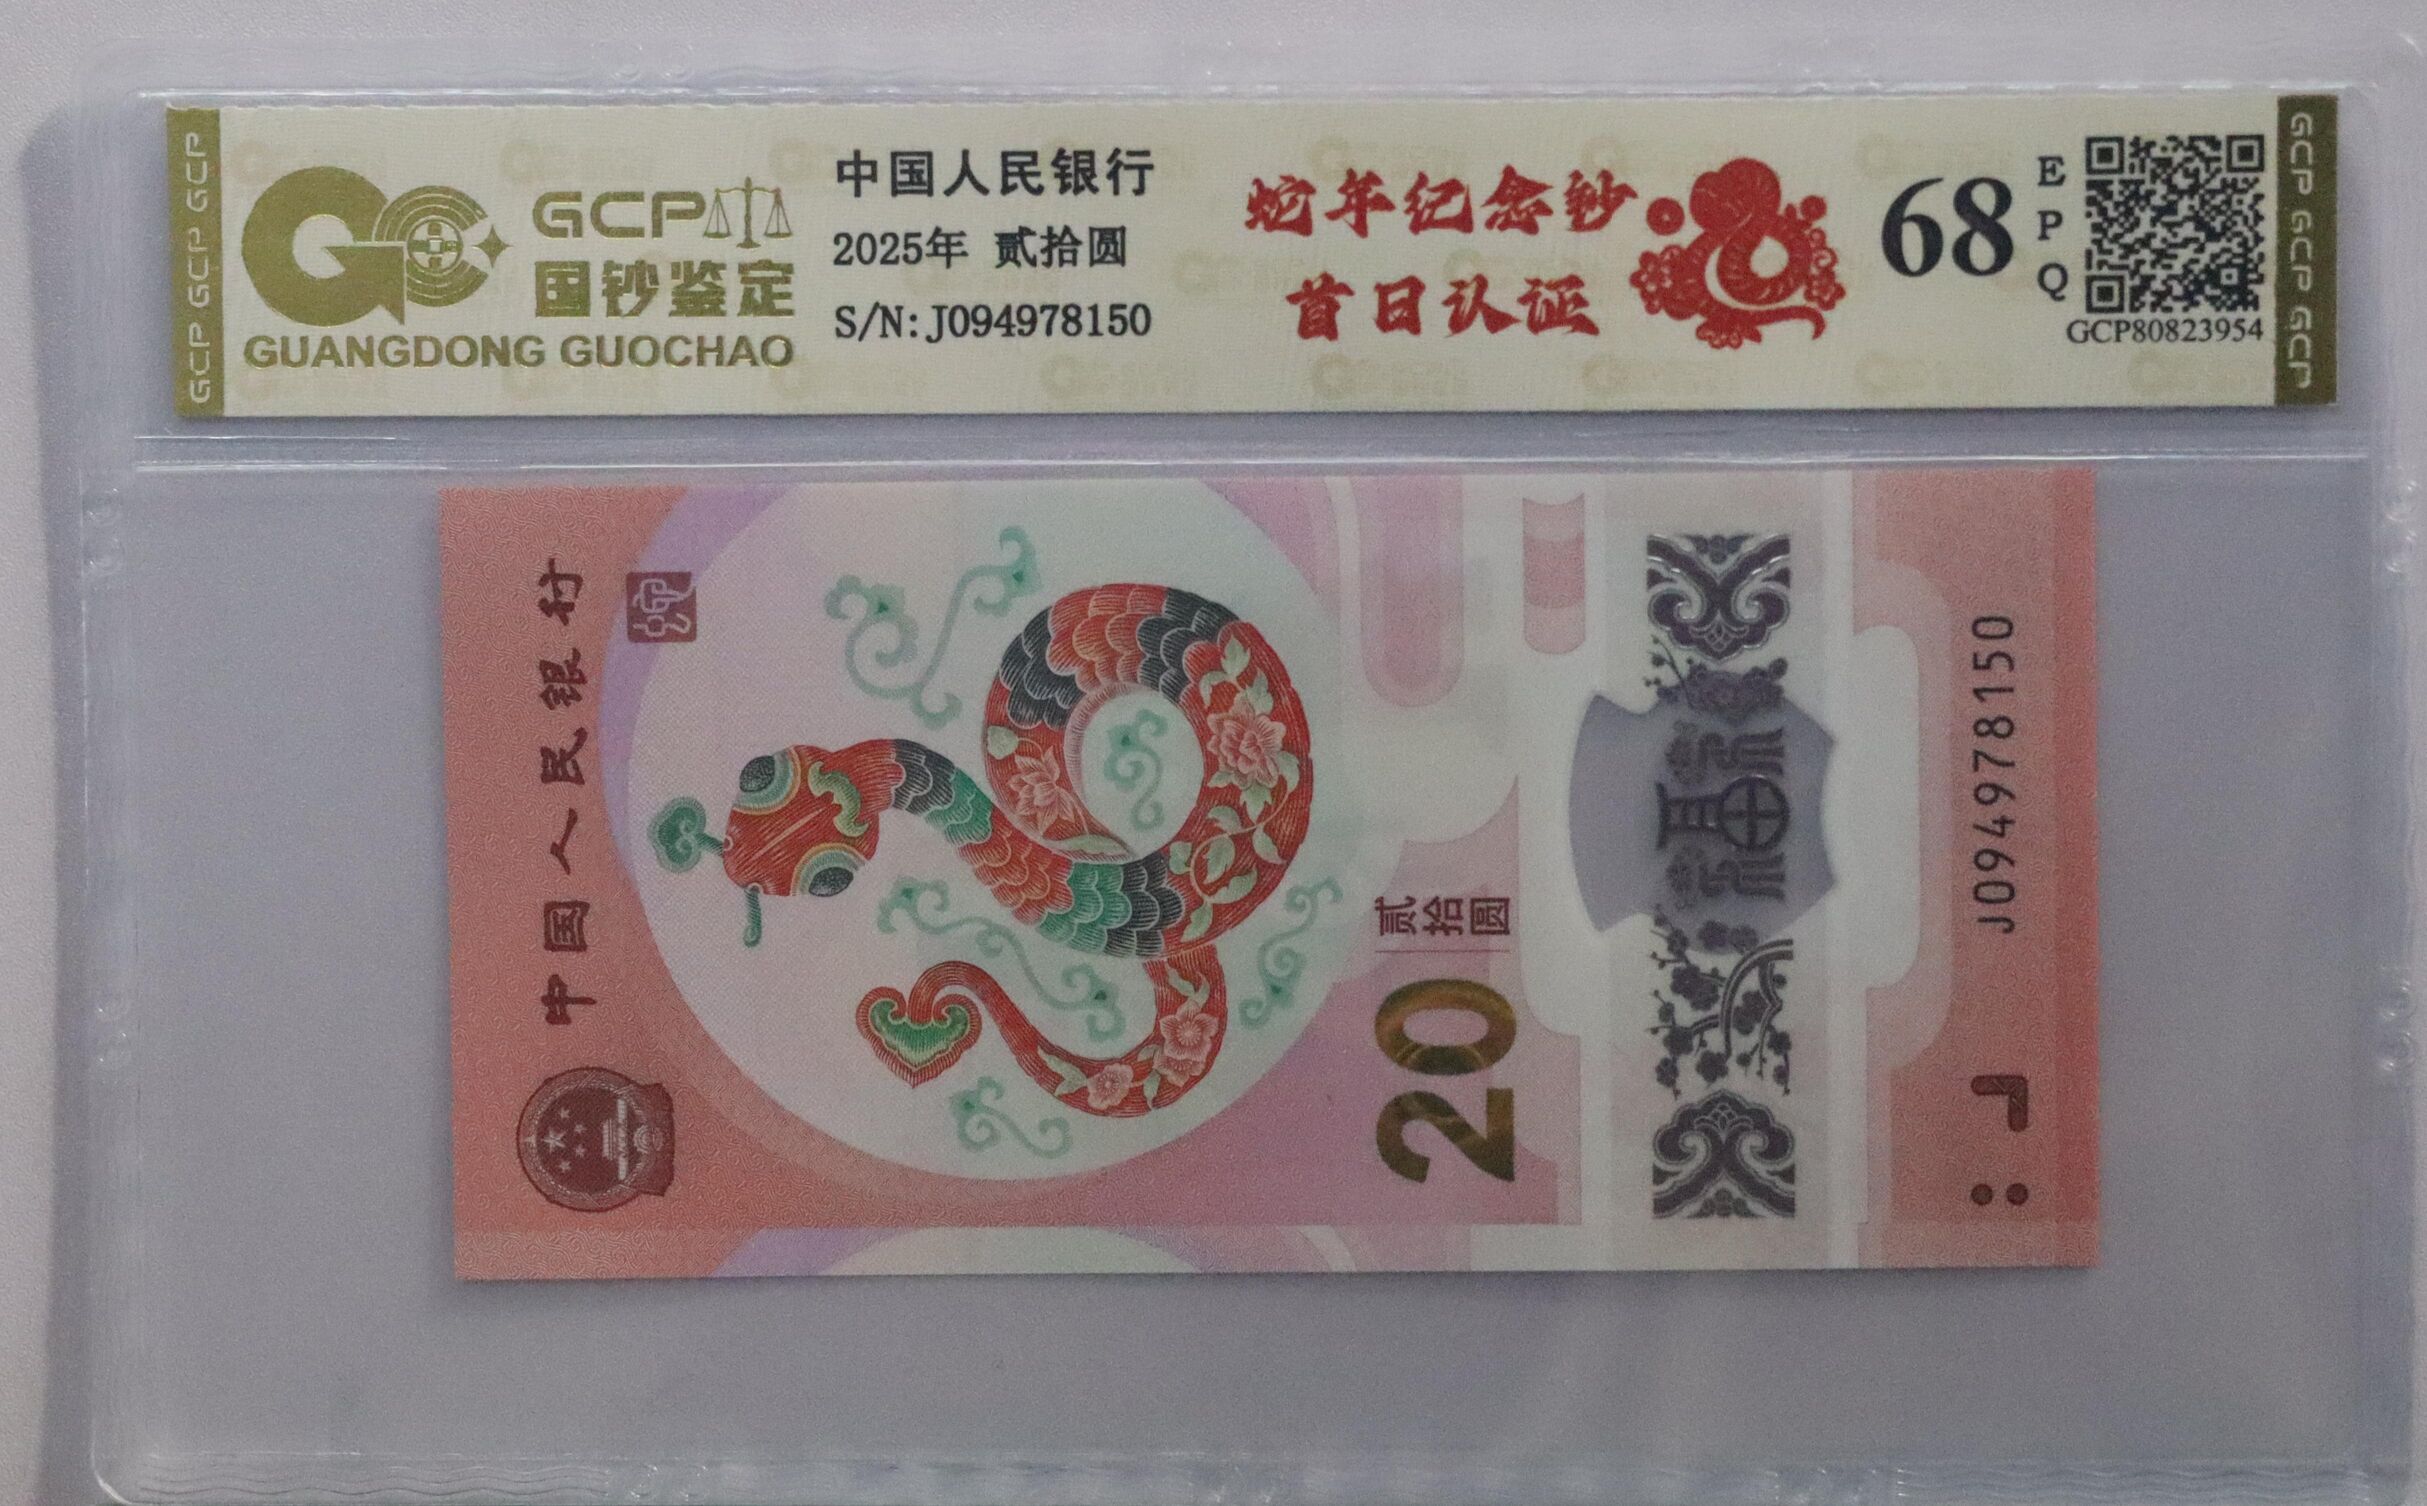 GCP GCP GCP
GCP
国钞鉴定
GUANGDONG GUOCHAO
中国人民银行
2025年 贰拾圆
S/N: J094978150
蛇年纪念钞
首日认证
68
E
P
Q
GCP80823954
GCP GCP GCP
中国人民银行
蛇
贰拾圆
20
福
J094978150